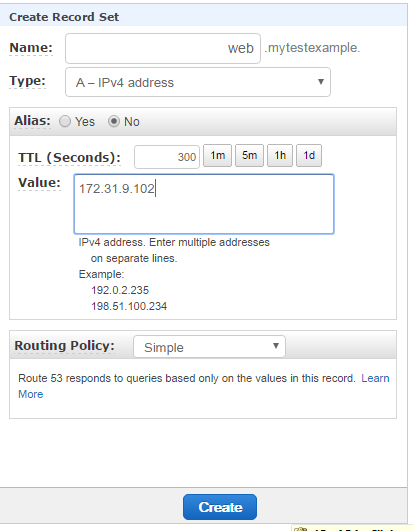 Create Record Set
Name: web .mytestexample.
Type: A – IPv4 address
Alias: Yes No
TTL (Seconds): 300 1m 5m 1h 1d
Value: 172.31.9.102
IPv4 address. Enter multiple addresses
on separate lines.
Example:
192.0.2.235
198.51.100.234
Routing Policy: Simple
Route 53 responds to queries based only on the values in this record. Learn
More
Create